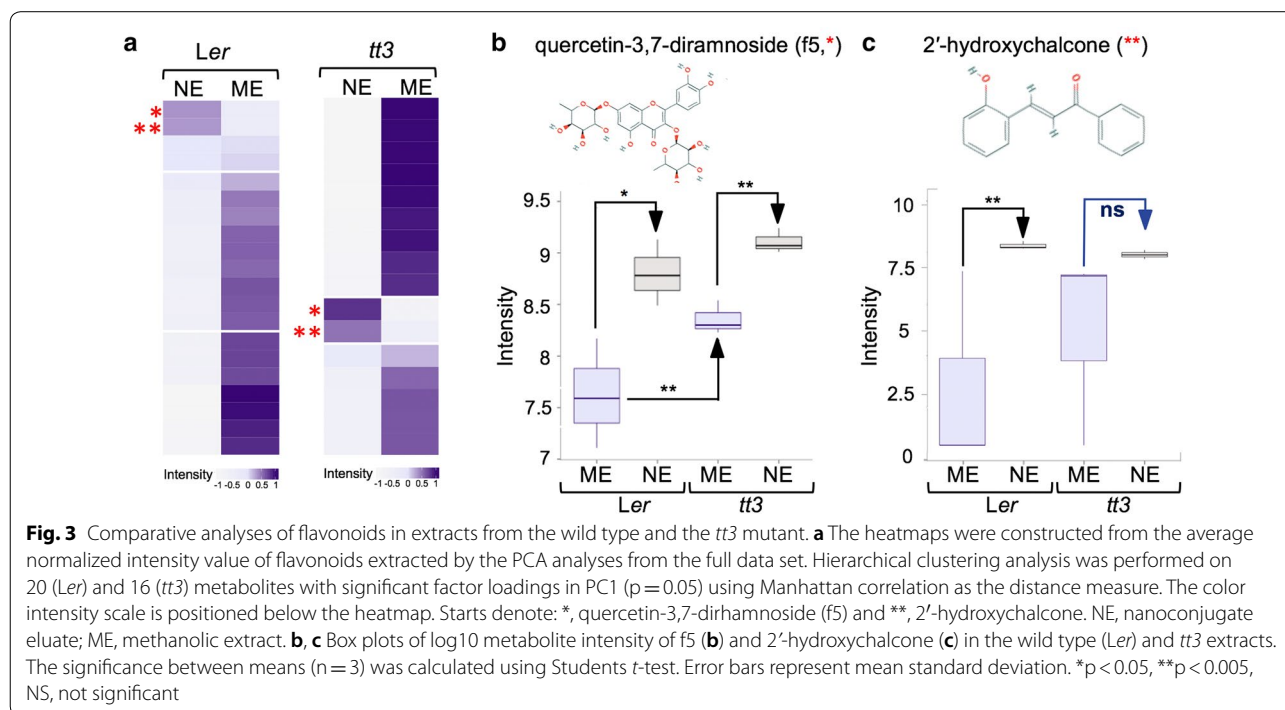 a
Ler
tt3
NE ME
NE ME
*
**
*
**
Intensity
-1 -0.5 0 0.5 1
Intensity
-1 -0.5 0 0.5 1
b
quercetin-3,7-diramnoside (f5,*)
9.5
9
8.5
8
7.5
7
Intensity
*
**
**
ME NE ME NE
Ler
tt3
c
2′-hydroxychalcone (**)
10
7.5
5
2.5
0
Intensity
**
ns
ME NE ME NE
Ler
tt3
Fig. 3 Comparative analyses of flavonoids in extracts from the wild type and the tt3 mutant. a The heatmaps were constructed from the average
normalized intensity value of flavonoids extracted by the PCA analyses from the full data set. Hierarchical clustering analysis was performed on
20 (Ler) and 16 (tt3) metabolites with significant factor loadings in PC1 (p = 0.05) using Manhattan correlation as the distance measure. The color
intensity scale is positioned below the heatmap. Starts denote: *, quercetin-3,7-dirhamnoside (f5) and **, 2′-hydroxychalcone. NE, nanoconjugate
eluate; ME, methanolic extract. b, c Box plots of log10 metabolite intensity of f5 (b) and 2′-hydroxychalcone (c) in the wild type (Ler) and tt3 extracts.
The significance between means (n = 3) was calculated using Students t-test. Error bars represent mean standard deviation. *p < 0.05, **p < 0.005,
NS, not significant